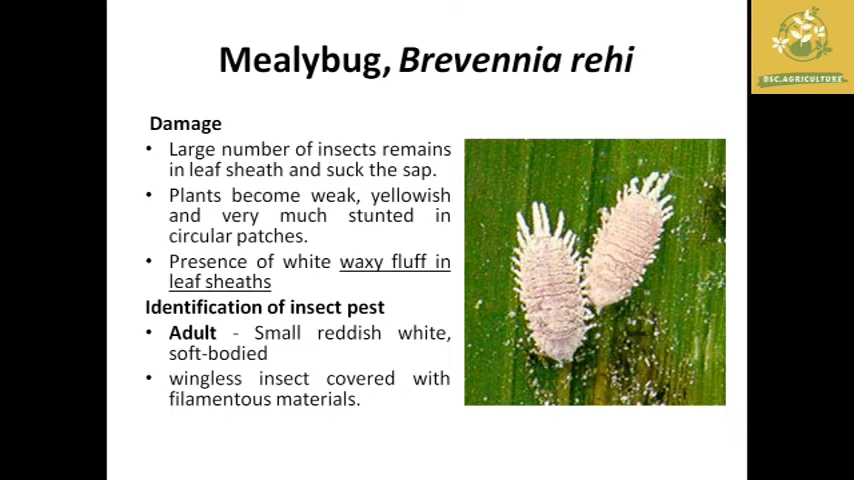 Mealybug, Brevennia rehi
BSC.AGRICULTURE
Damage
• Large number of insects remains
in leaf sheath and suck the sap.
• Plants become weak, yellowish
and very much stunted in
circular patches.
• Presence of white waxy fluff in
leaf sheaths
Identification of insect pest
• Adult - Small reddish white,
soft-bodied
• wingless insect covered with
filamentous materials.